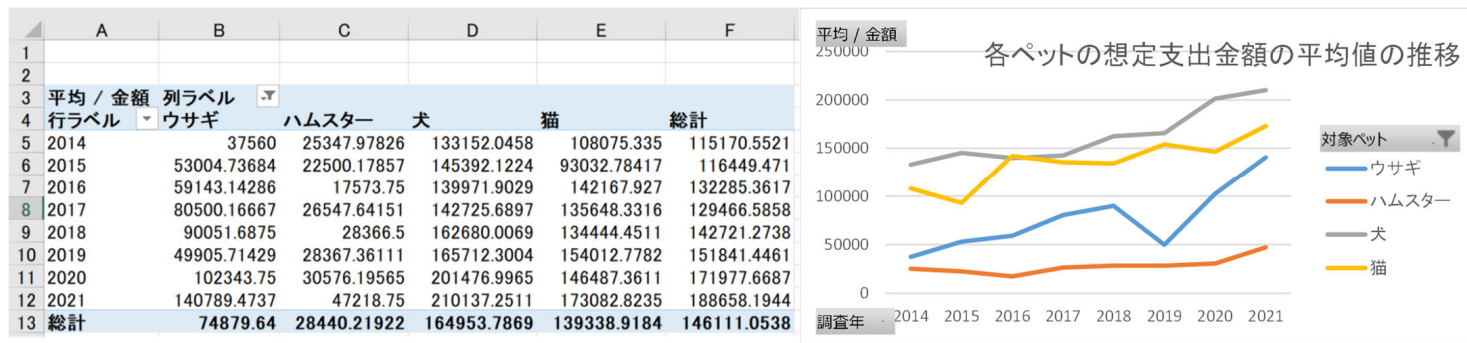 A B C D E F
1
2
3 平均 / 金額 列ラベル
4 行ラベル ウサギ ハムスター 犬 猫 総計
5 2014 37560 25347.97826 133152.0458 108075.335 115170.5521
6 2015 53004.73684 22500.17857 145392.1224 93032.78417 116449.471
7 2016 59143.14286 17573.75 139971.9029 142167.927 132285.3617
8 2017 80500.16667 26547.64151 142725.6897 135648.3316 129466.5858
9 2018 90051.6875 28366.5 162680.0069 134444.4511 142721.2738
10 2019 49905.71429 28367.36111 165712.3004 154012.7782 151841.4461
11 2020 102343.75 30576.19565 201476.9965 146487.3611 171977.6687
12 2021 140789.4737 47218.75 210137.2511 173082.8235 188658.1944
13 総計 74879.64 28440.21922 164953.7869 139338.9184 146111.0538
平均 / 金額
各ペットの想定支出金額の平均値の推移
250000
200000
150000
100000
50000
0
調査年 2014 2015 2016 2017 2018 2019 2020 2021
対象ペット
ウサギ
ハムスター
犬
猫